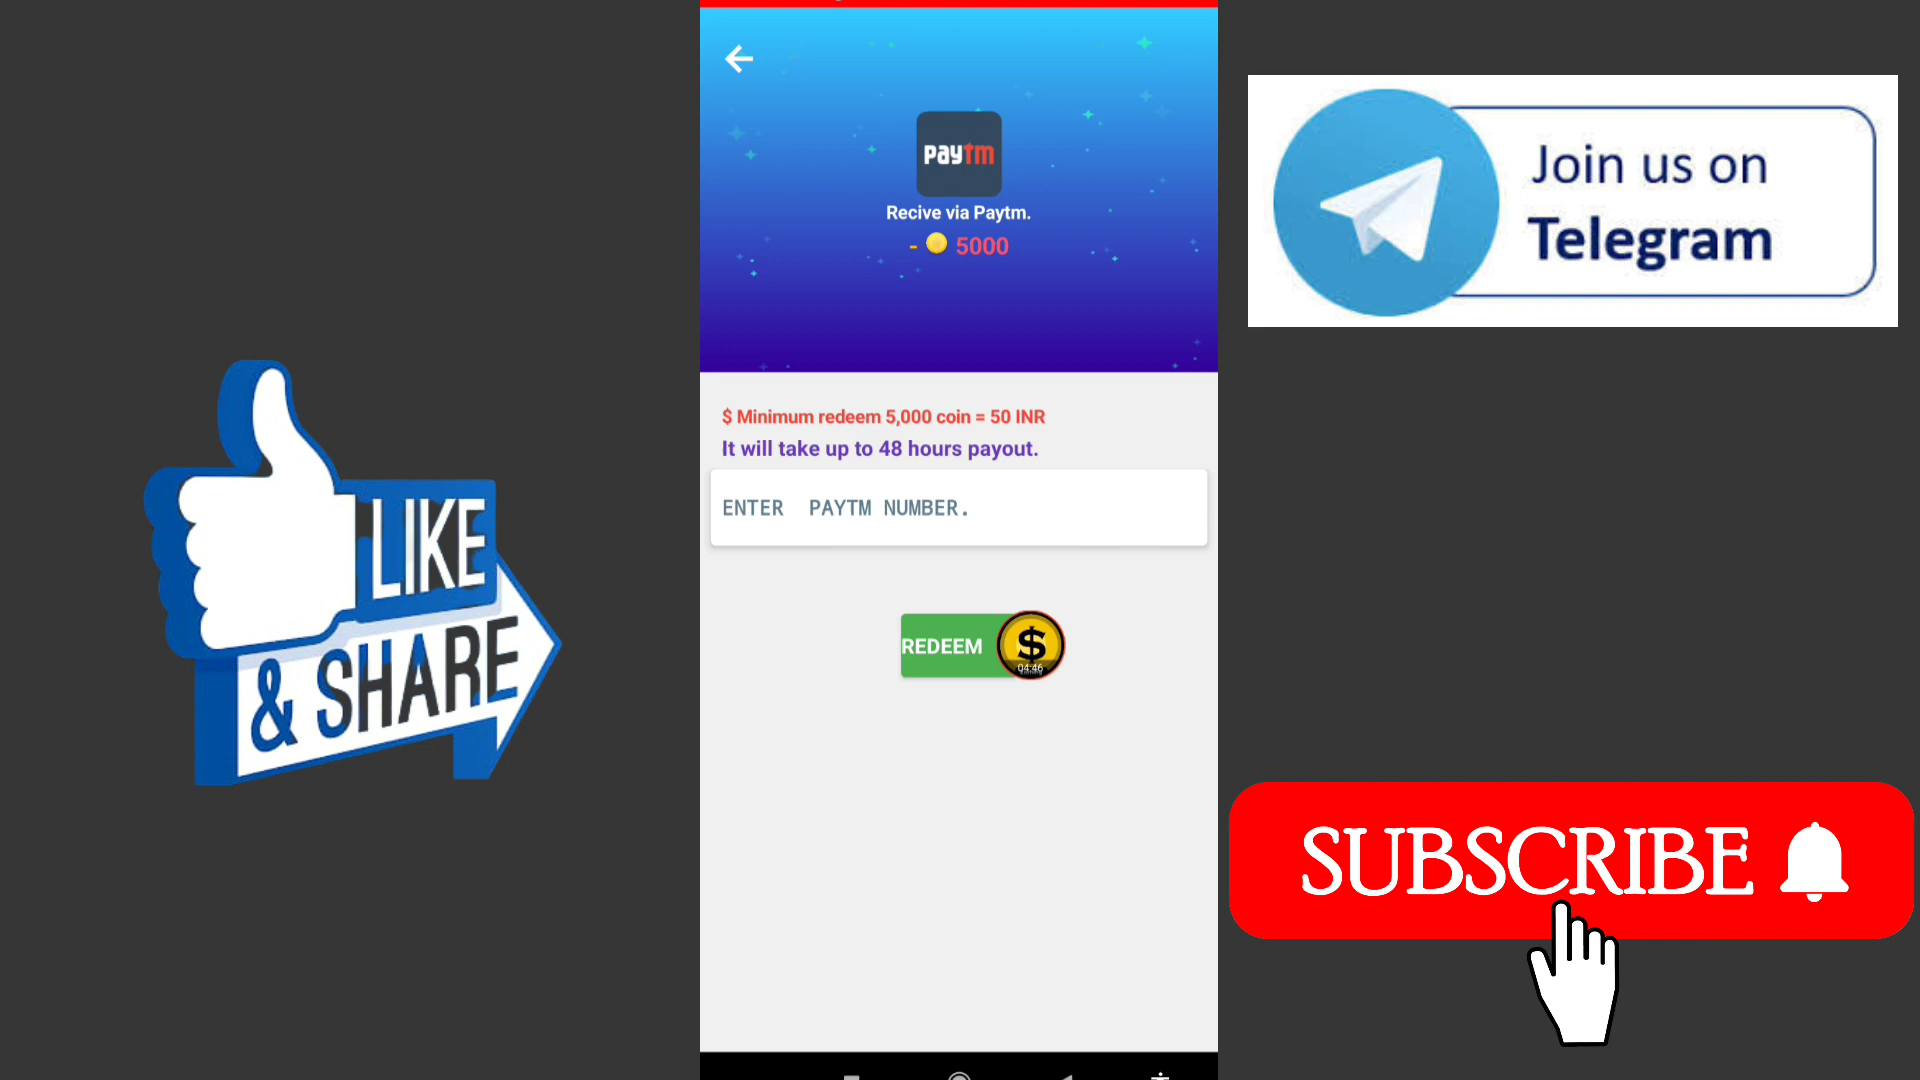 paytm
Recive via Paytm.
- 5000
$ Minimum redeem 5,000 coin = 50 INR
It will take up to 48 hours payout.
ENTER PAYTM NUMBER.
REDEEM
$
04:46
LIKE
& SHARE
Join us on
Telegram
SUBSCRIBE